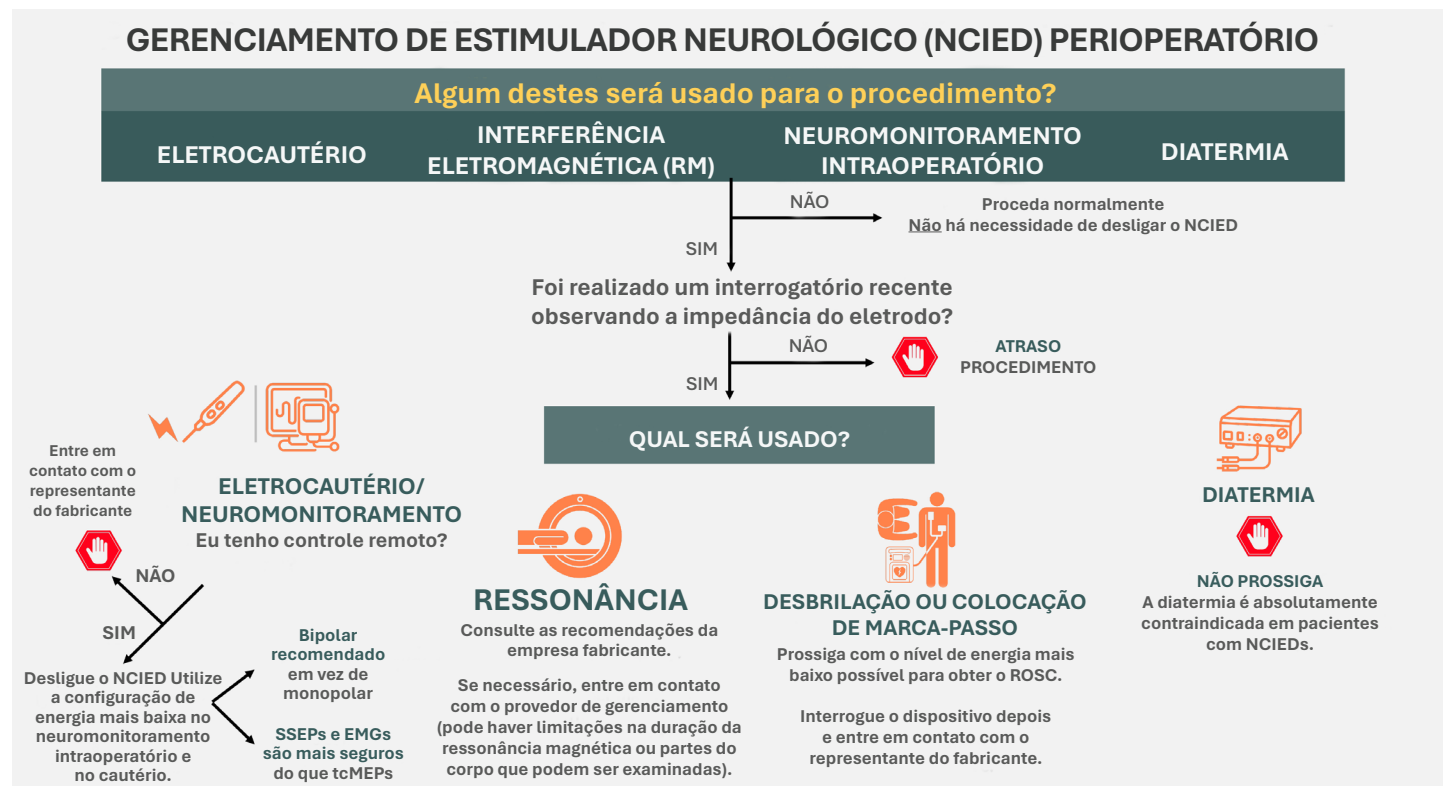 GERENCIAMENTO DE ESTIMULADOR NEUROLÓGICO (NCIED) PERIOPERATÓRIO
Algum destes será usado para o procedimento?
ELETROCAUTÉRIO
INTERFERÊNCIA
ELETROMAGNÉTICA (RM)
NEUROMONITORAMENTO
INTRAOPERATÓRIO
DIATERMIA
NÃO
Proceda normalmente
Não há necessidade de desligar o NCIED
SIM
Foi realizado um interrogatório recente
observando a impedância do eletrodo?
NÃO
ATRASO
PROCEDIMENTO
SIM
QUAL SERÁ USADO?
Entre em
contato com o
representante
do fabricante
ELETROCAUTÉRIO/
NEUROMONITORAMENTO
Eu tenho controle remoto?
NÃO
SIM
Desligue o NCIED Utilize
a configuração de
energia mais baixa no
neuromonitoramento
intraoperatório e
no cautério.
Bipolar
recomendado
em vez de
monopolar
SSEPs e EMGs
são mais seguros
do que tcMEPs
RESSONÂNCIA
Consulte as recomendações da
empresa fabricante.
Se necessário, entre em contato
com o provedor de gerenciamento
(pode haver limitações na duração da
ressonância magnética ou partes do
corpo que podem ser examinadas).
DESBRILAÇÃO OU COLOCAÇÃO
DE MARCA-PASSO
Prossiga com o nível de energia mais
baixo possível para obter o ROSC.
Interrogue o dispositivo depois
e entre em contato com o
representante do fabricante.
DIATERMIA
NÃO PROSSIGA
A diatermia é absolutamente
contraindicada em pacientes
com NCIEDs.